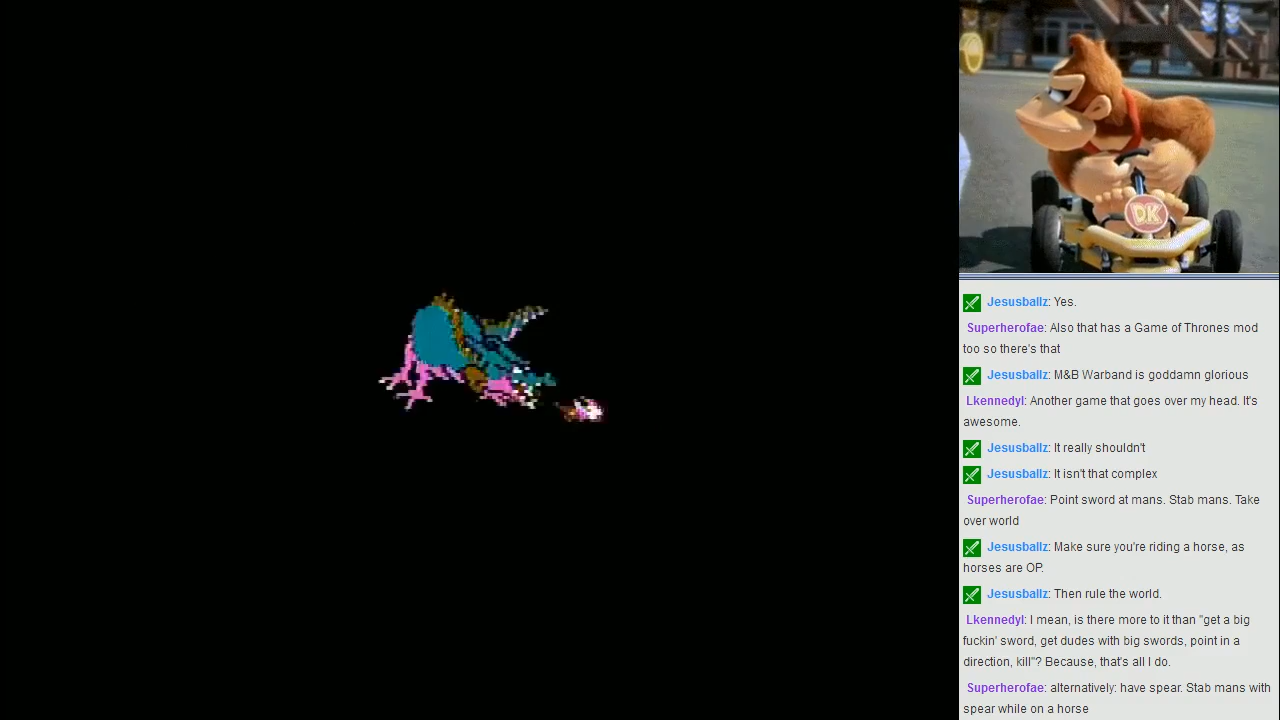 DK
Jesusballz: Yes.
Superherofae: Also that has a Game of Thrones mod
too so there's that
Jesusballz: M&B Warband is goddamn glorious
Lkennedyl: Another game that goes over my head. It's
awesome.
Jesusballz: It really shouldn't
Jesusballz: It isn't that complex
Superherofae: Point sword at mans. Stab mans. Take
over world
Jesusballz: Make sure you're riding a horse, as
horses are OP.
Jesusballz: Then rule the world.
Lkennedyl: I mean, is there more to it than "get a big
fuckin' sword, get dudes with big swords, point in a
direction, kill"? Because, that's all I do.
Superherofae: alternatively: have spear. Stab mans with
spear while on a horse